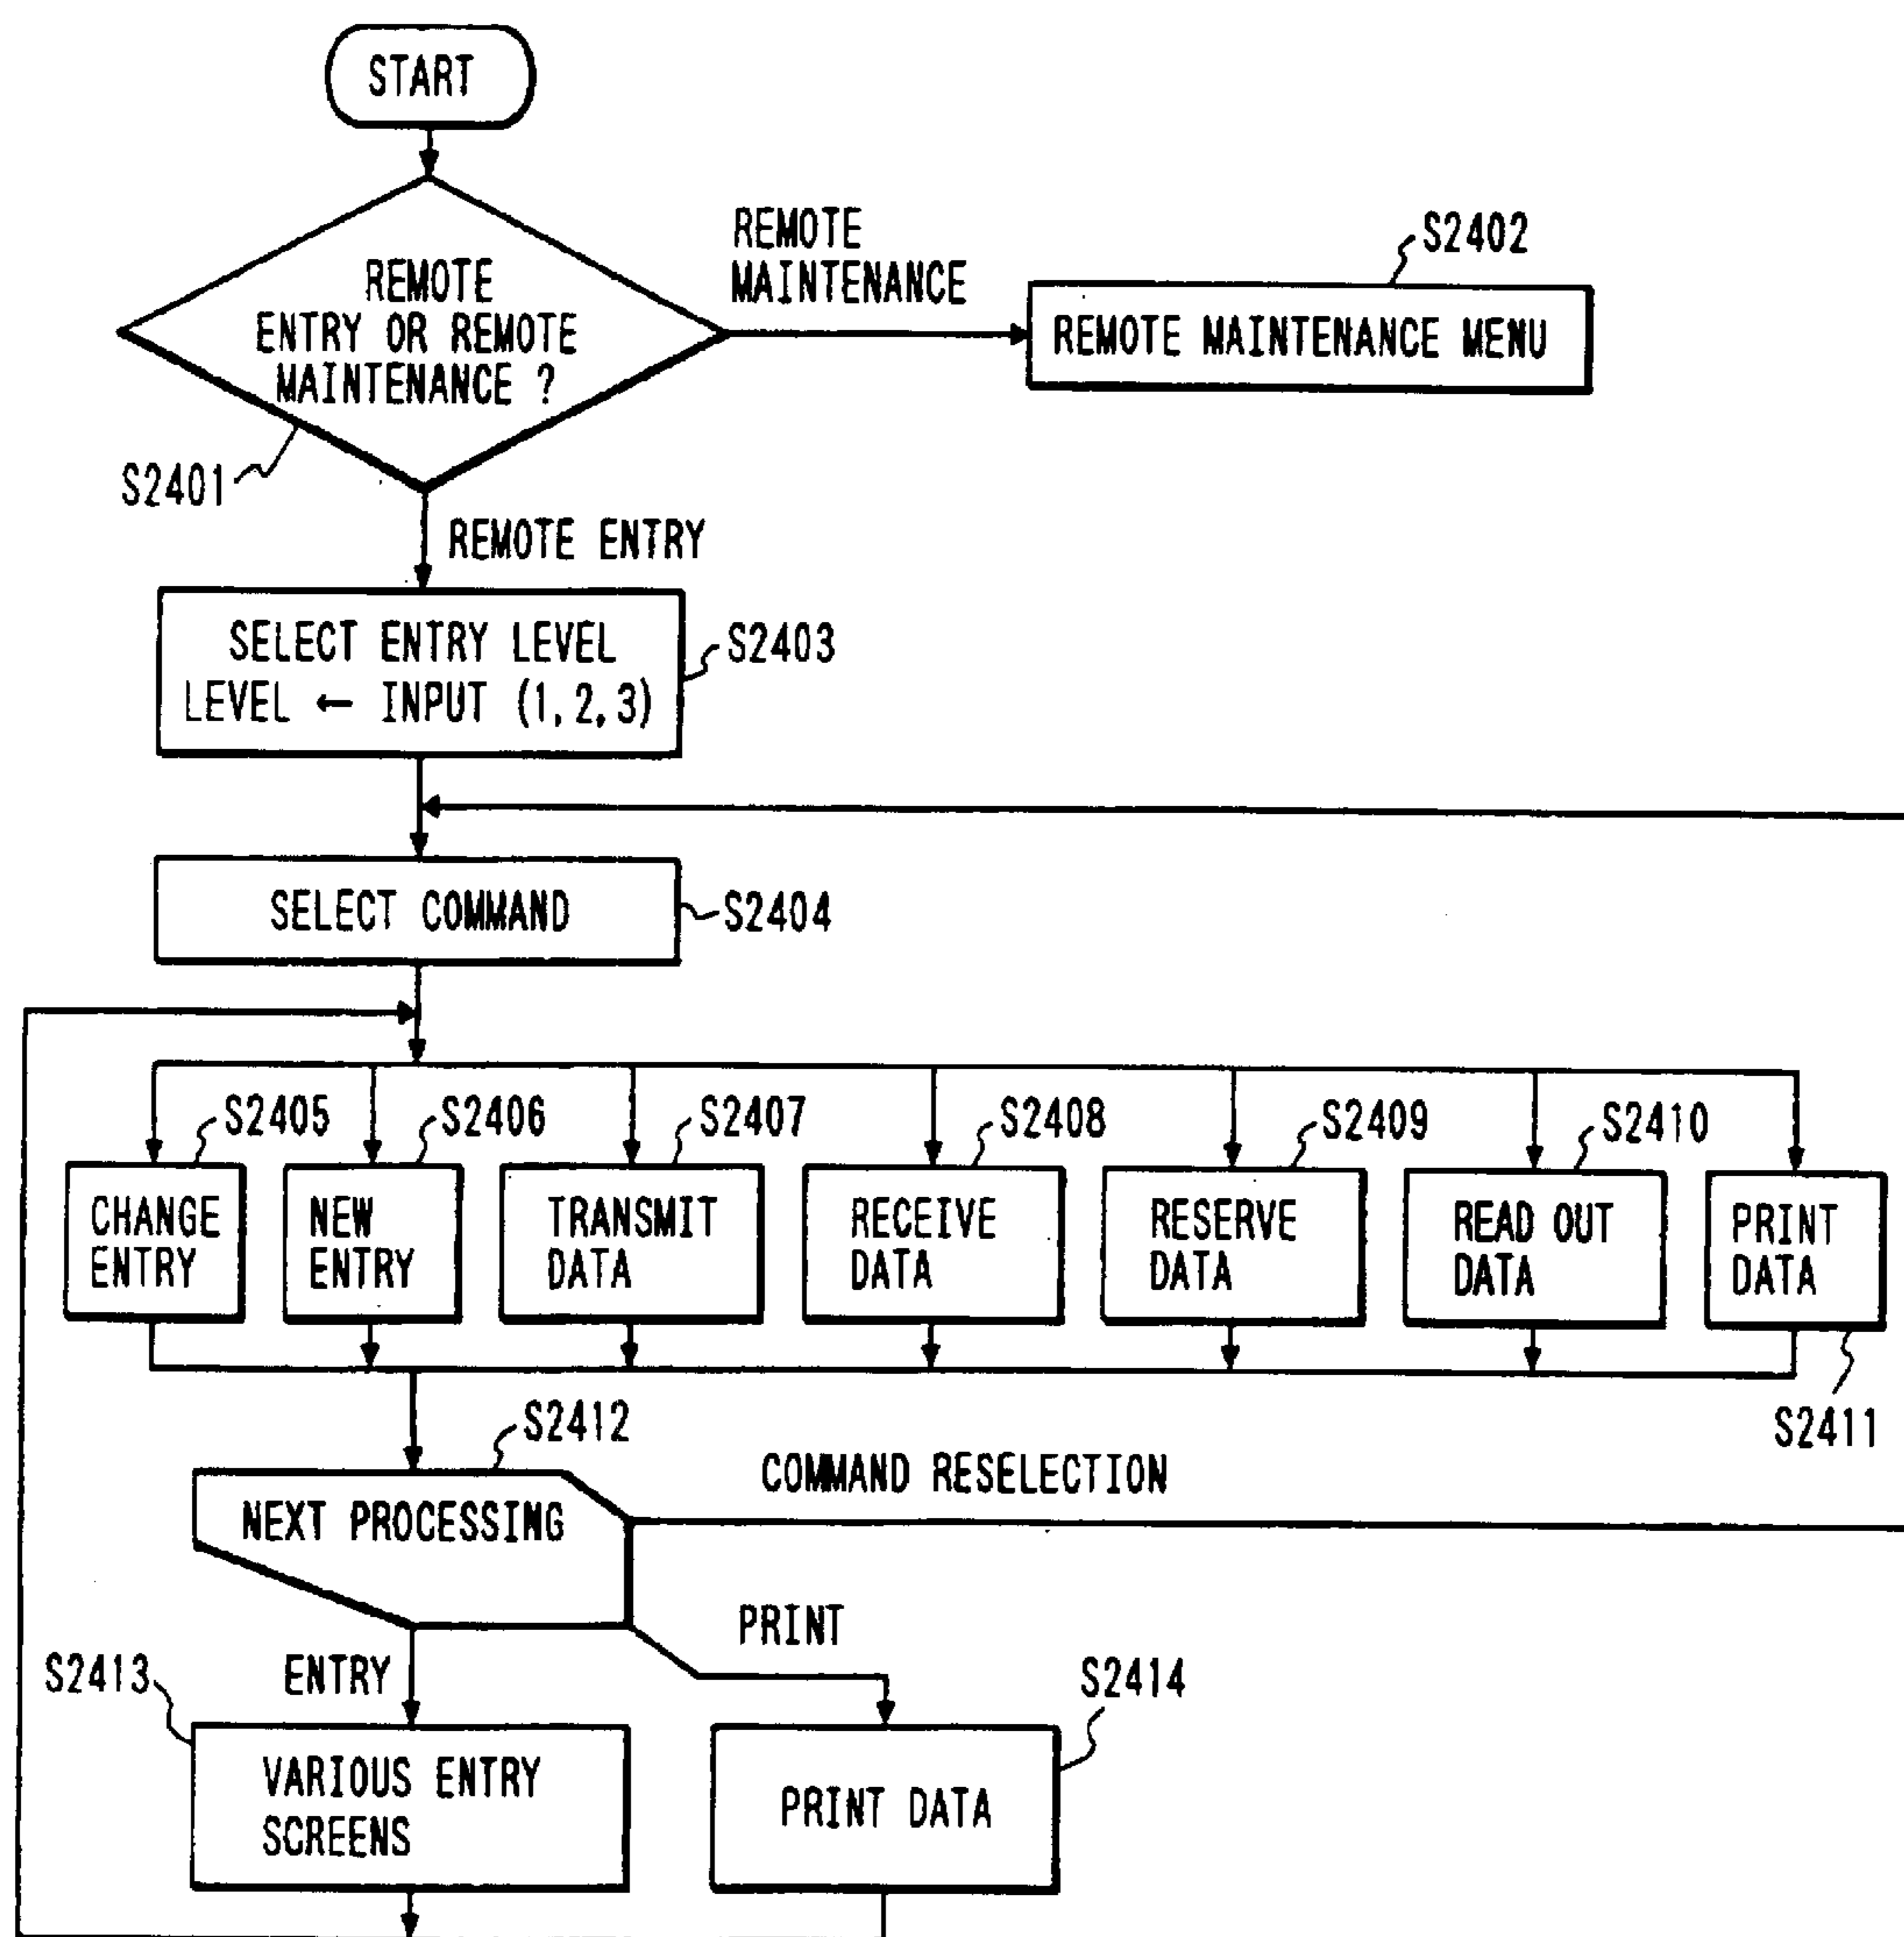 START
REMOTE
ENTRY OR REMOTE
MAINTENANCE ?
S2401
REMOTE
MAINTENANCE
S2402
REMOTE MAINTENANCE MENU
REMOTE ENTRY
SELECT ENTRY LEVEL
LEVEL ← INPUT (1, 2, 3)
S2403
SELECT COMMAND
S2404
S2405
CHANGE
ENTRY
S2406
NEW
ENTRY
S2407
TRANSMIT
DATA
S2408
RECEIVE
DATA
S2409
RESERVE
DATA
S2410
READ OUT
DATA
PRINT
DATA
S2411
S2412
NEXT PROCESSING
COMMAND RESELECTION
PRINT
ENTRY
S2413
VARIOUS ENTRY
SCREENS
S2414
PRINT DATA